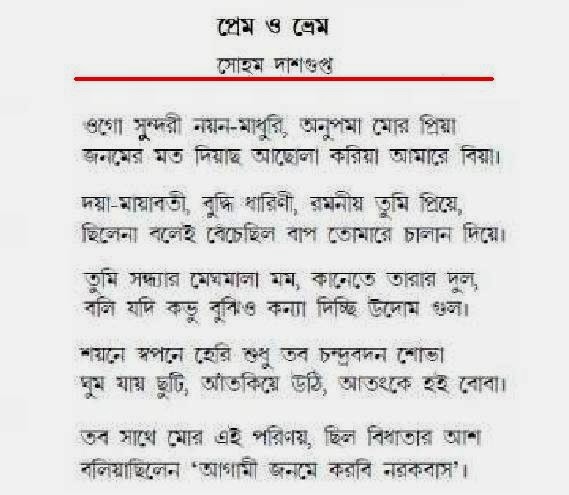 প্রেম ও ভ্রেম
সোহম দাশগুপ্ত
ওগো সুন্দরী নয়ন-মাধুরি, অনুপমা মোর প্রিয়া
জনমের মত দিয়াছ আছোলা করিয়া আমারে বিয়া।
দয়া-মায়াবতী, বুদ্ধি ধারিণী, রমনীয় তুমি প্রিয়ে,
ছিলেনা বলেই বেঁচেছিল বাপ তোমারে চালান দিয়ে।
তুমি সন্ধ্যার মেঘমালা মম, কানেতে তারার দুল,
বলি যদি কভু বুঝিও কন্যা দিচ্ছি উদোম গুল।
শয়নে স্বপনে হেরি শুধু তব চন্দ্রবদন শোভা
ঘুম যায় ছুটি, আঁতকিয়ে উঠি, আতংকে হই বোবা।
তব সাথে মোর এই পরিণয়, ছিল বিধাতার আশ
বলিয়াছিলেন ‘আগামী জনমে করবি নরকবাস’।